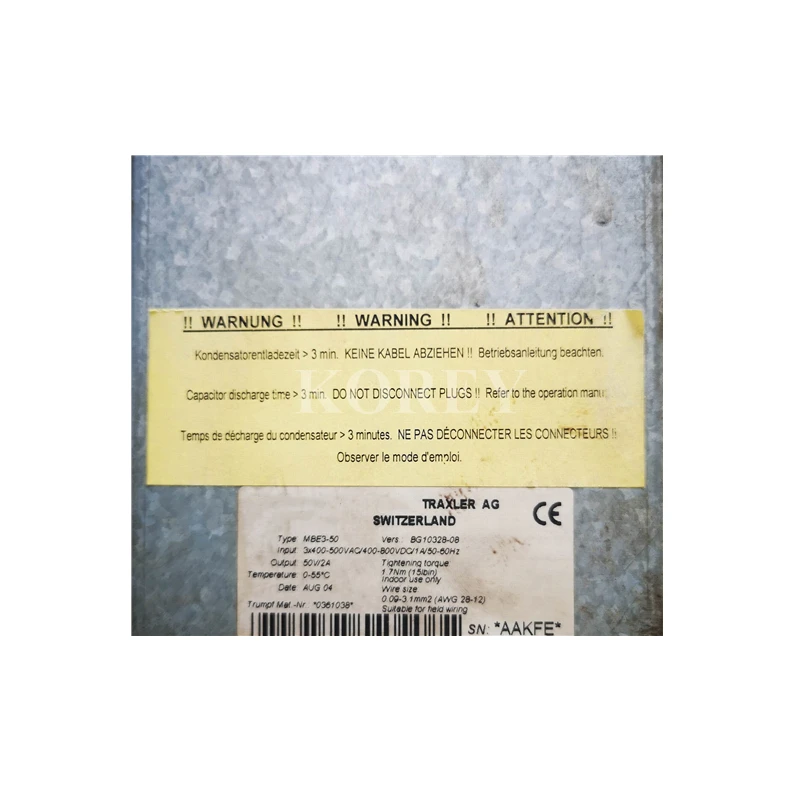 !! WARNUNG !! !! WARNING !! !! ATTENTION !!
Kondensatorentladezeit > 3 min. KEINE KABEL ABZIEHEN !! Betriebsanleitung beachten.
KOREY
Capacitor discharge time > 3 min. DO NOT DISCONNECT PLUGS !! Refer to the operation
Temps de décharge du condensateur > 3 minutes. NE PAS DÉCONNECTER LES CONNECTEURS !!
Observer le mode d'emploi.
TRAXLER AG
SWITZERLAND
CE
Type MBE3-50 Vers. BG10328-08
Input 3x400-500VAC/400-800VDC/1A/50-60Hz
Output 50V/2A Tightening torque
1.7Nm (15lbin)
Temperature 0-55°C Indoor use only
Date AUG 04 Wire size
0.09-3.1mm2 (AWG 28-12)
Trumpf Mat.-Nr. *0361038* Suitable for field wiring
SN: *AAKFE*